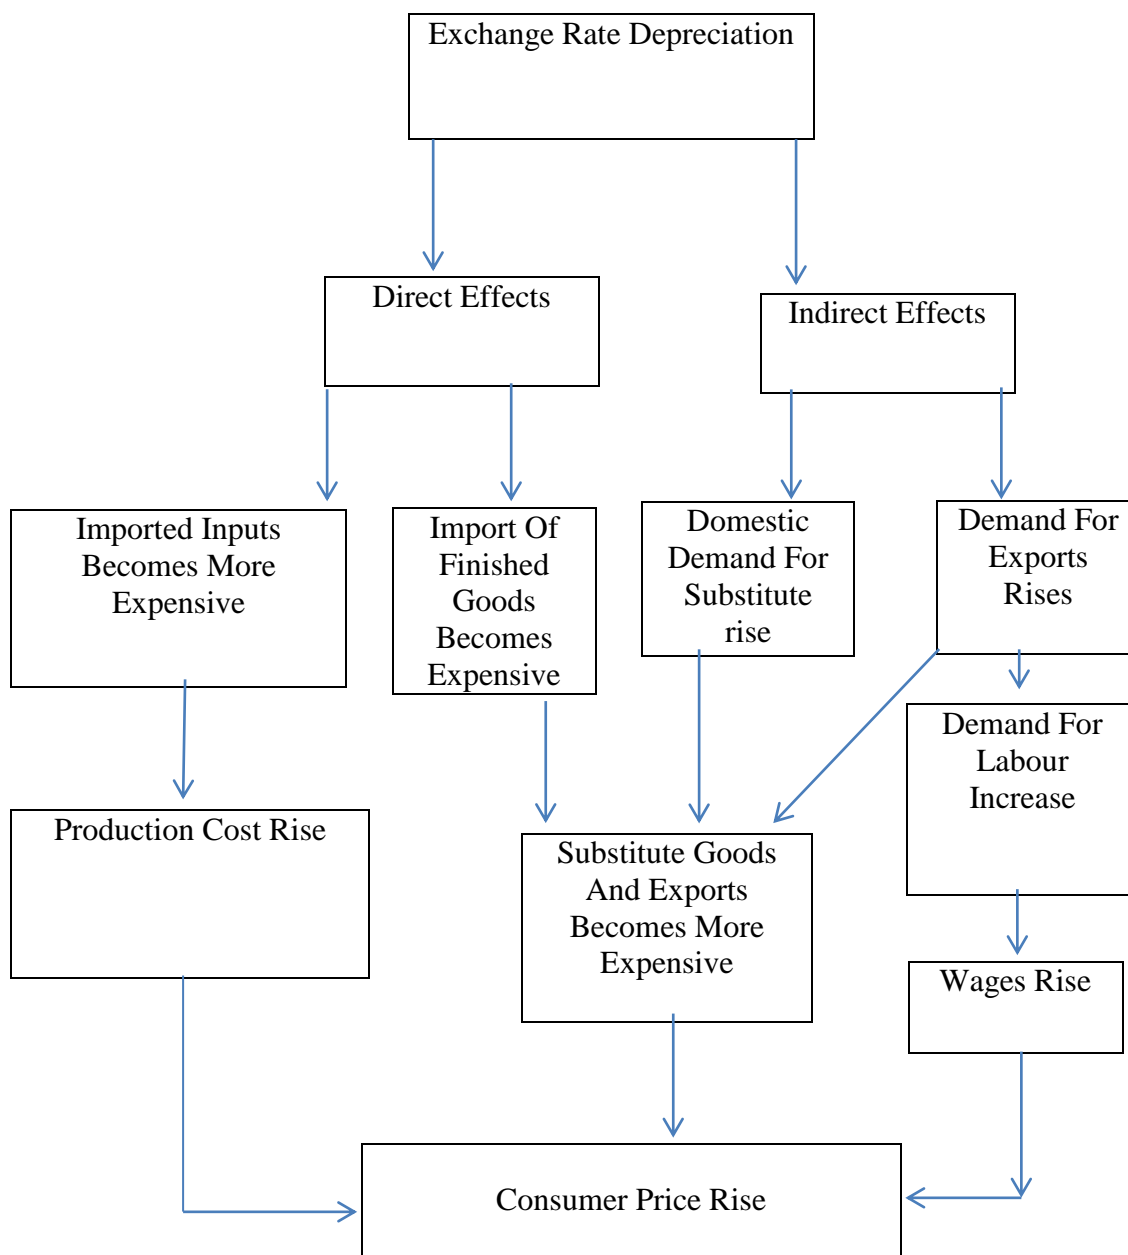 Exchange Rate Depreciation
Direct Effects
Indirect Effects
Imported Inputs
Becomes More
Expensive
Import Of
Finished
Goods
Becomes
Expensive
Domestic
Demand For
Substitute
rise
Demand For
Exports
Rises
Demand For
Labour
Increase
Production Cost Rise
Substitute Goods
And Exports
Becomes More
Expensive
Wages Rise
Consumer Price Rise